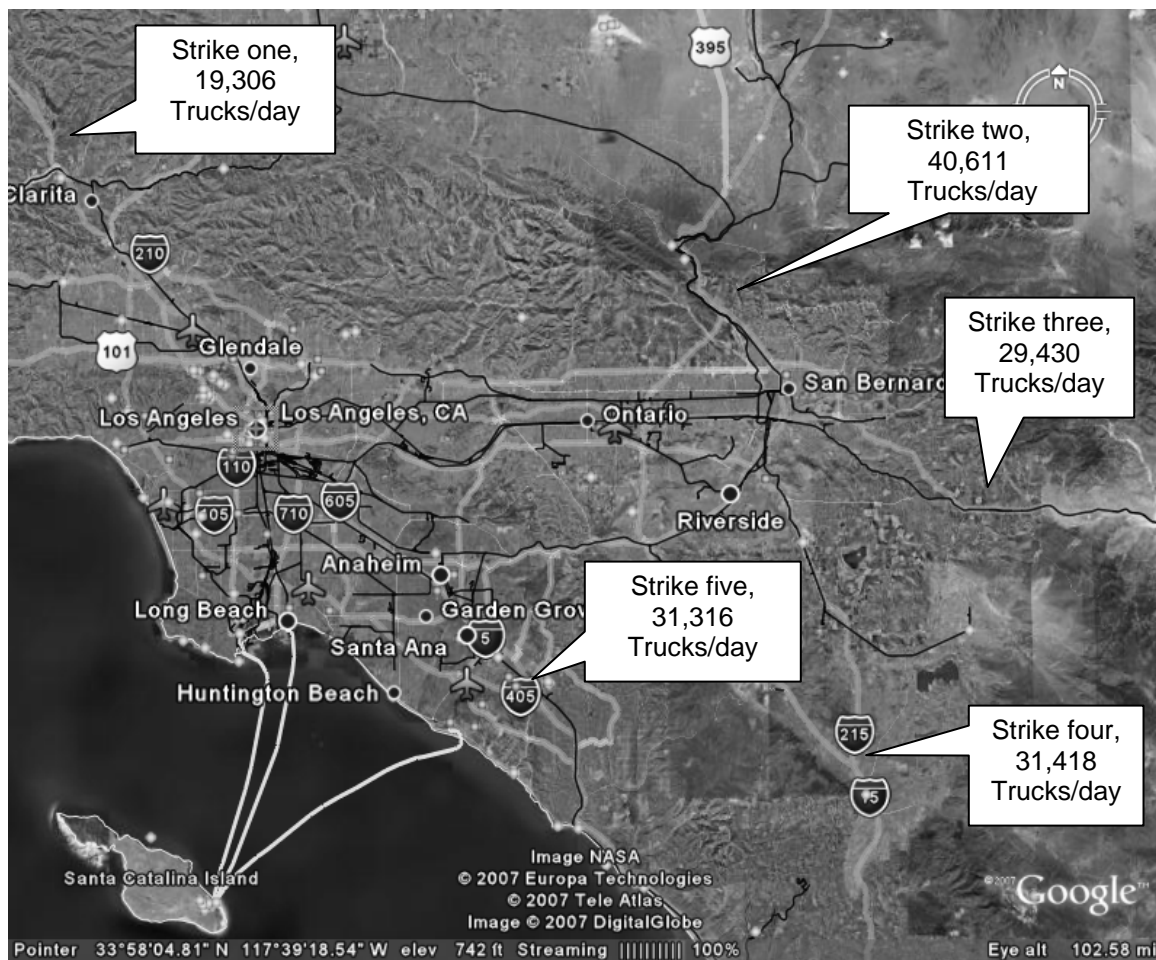 Strike one,
19,306
Trucks/day
395
N
Strike two,
40,611
Trucks/day
Clarita
210
Strike three,
29,430
Trucks/day
101
Glendale
San Bernard
Los Angeles
Los Angeles, CA
Ontario
110
605
105
710
Riverside
Anaheim
Strike five,
31,316
Trucks/day
Long Beach
Garden Grov
Santa Ana
5
Huntington Beach
405
215
Strike four,
31,418
Trucks/day
15
Image NASA
Santa Catalina Island
© 2007 Europa Technologies
© 2007 Tele Atlas
Image © 2007 DigitalGlobe
©2007 Google™
Pointer 33°58'04.81" N 117°39'18.54" W elev 742 ft Streaming |||||||||| 100% Eye alt 102.58 mi